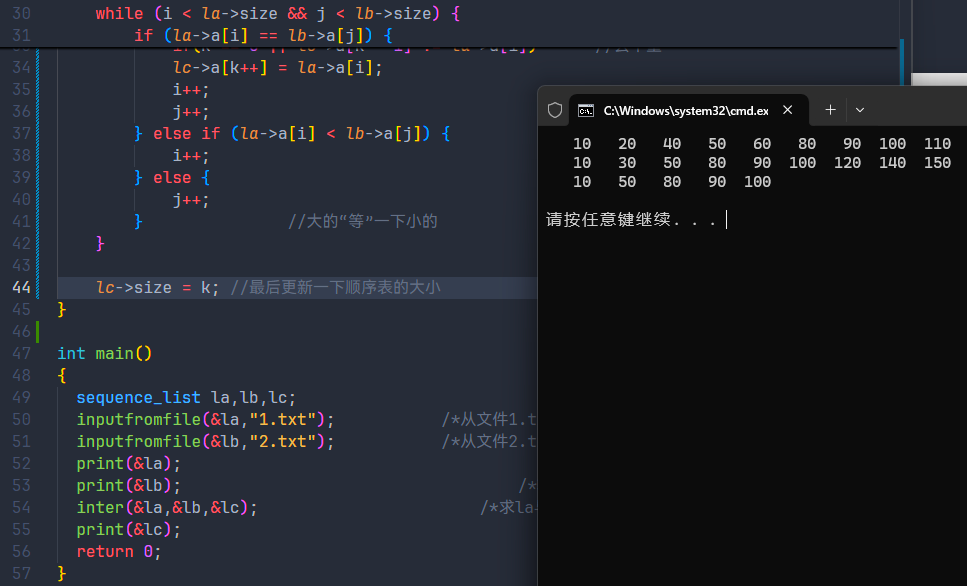 30 while (i < la->size && j < lb->size) {
31 if (la->a[i] == lb->a[j]) {
34 lc->a[k++] = la->a[i];
35 i++;
36 j++;
37 } else if (la->a[i] < lb->a[j]) {
38 i++;
39 } else {
40 j++;
41 } //大的“等”一下小的
42 }
43
44 lc->size = k; //最后更新一下顺序表的大小
45 }
46
47 int main()
48 {
49 sequence_list la,lb,lc;
50 inputfromfile(&la,"1.txt"); /*从文件1.t
51 inputfromfile(&lb,"2.txt"); /*从文件2.t
52 print(&la);
53 print(&lb); /*
54 inter(&la,&lb,&lc); /*求la
55 print(&lc);
56 return 0;
57 }
C:\Windows\system32\cmd.ex
10 20 40 50 60 80 90 100 110
10 30 50 80 90 100 120 140 150
10 50 80 90 100
请按任意键继续. . .